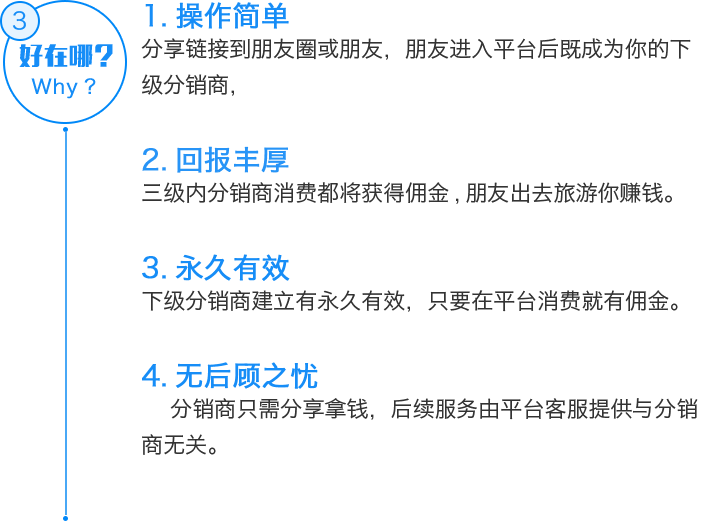 3
好在哪?
Why?
1. 操作简单
分享链接到朋友圈或朋友，朋友进入平台后既成为你的下
级分销商，
2. 回报丰厚
三级内分销商消费都将获得佣金，朋友出去旅游你赚钱。
3. 永久有效
下级分销商建立有永久有效，只要在平台消费就有佣金。
4. 无后顾之忧
分销商只需分享拿钱，后续服务由平台客服提供与分销
商无关。